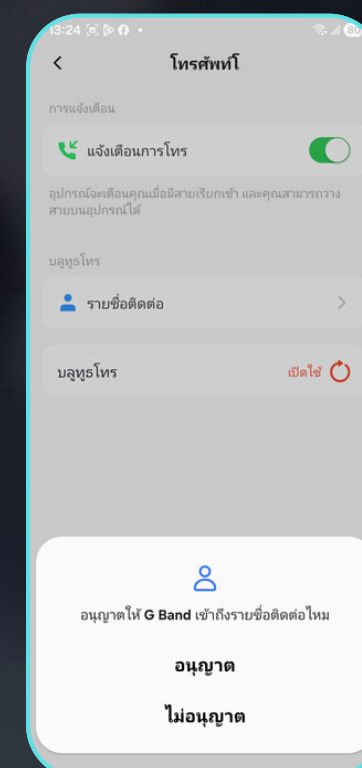 13:24
โทรศัพท์โ
การแจ้งเตือน
แจ้งเตือนการโทร
อุปกรณ์จะเตือนคุณเมื่อมีสายเรียกเข้า และคุณสามารถวาง
สายบนอุปกรณ์ได้
บลูทูธโทร
รายชื่อติดต่อ
บลูทูธโทร
เปิดใช้
อนุญาตให้ G Band เข้าถึงรายชื่อติดต่อไหม
อนุญาต
ไม่อนุญาต